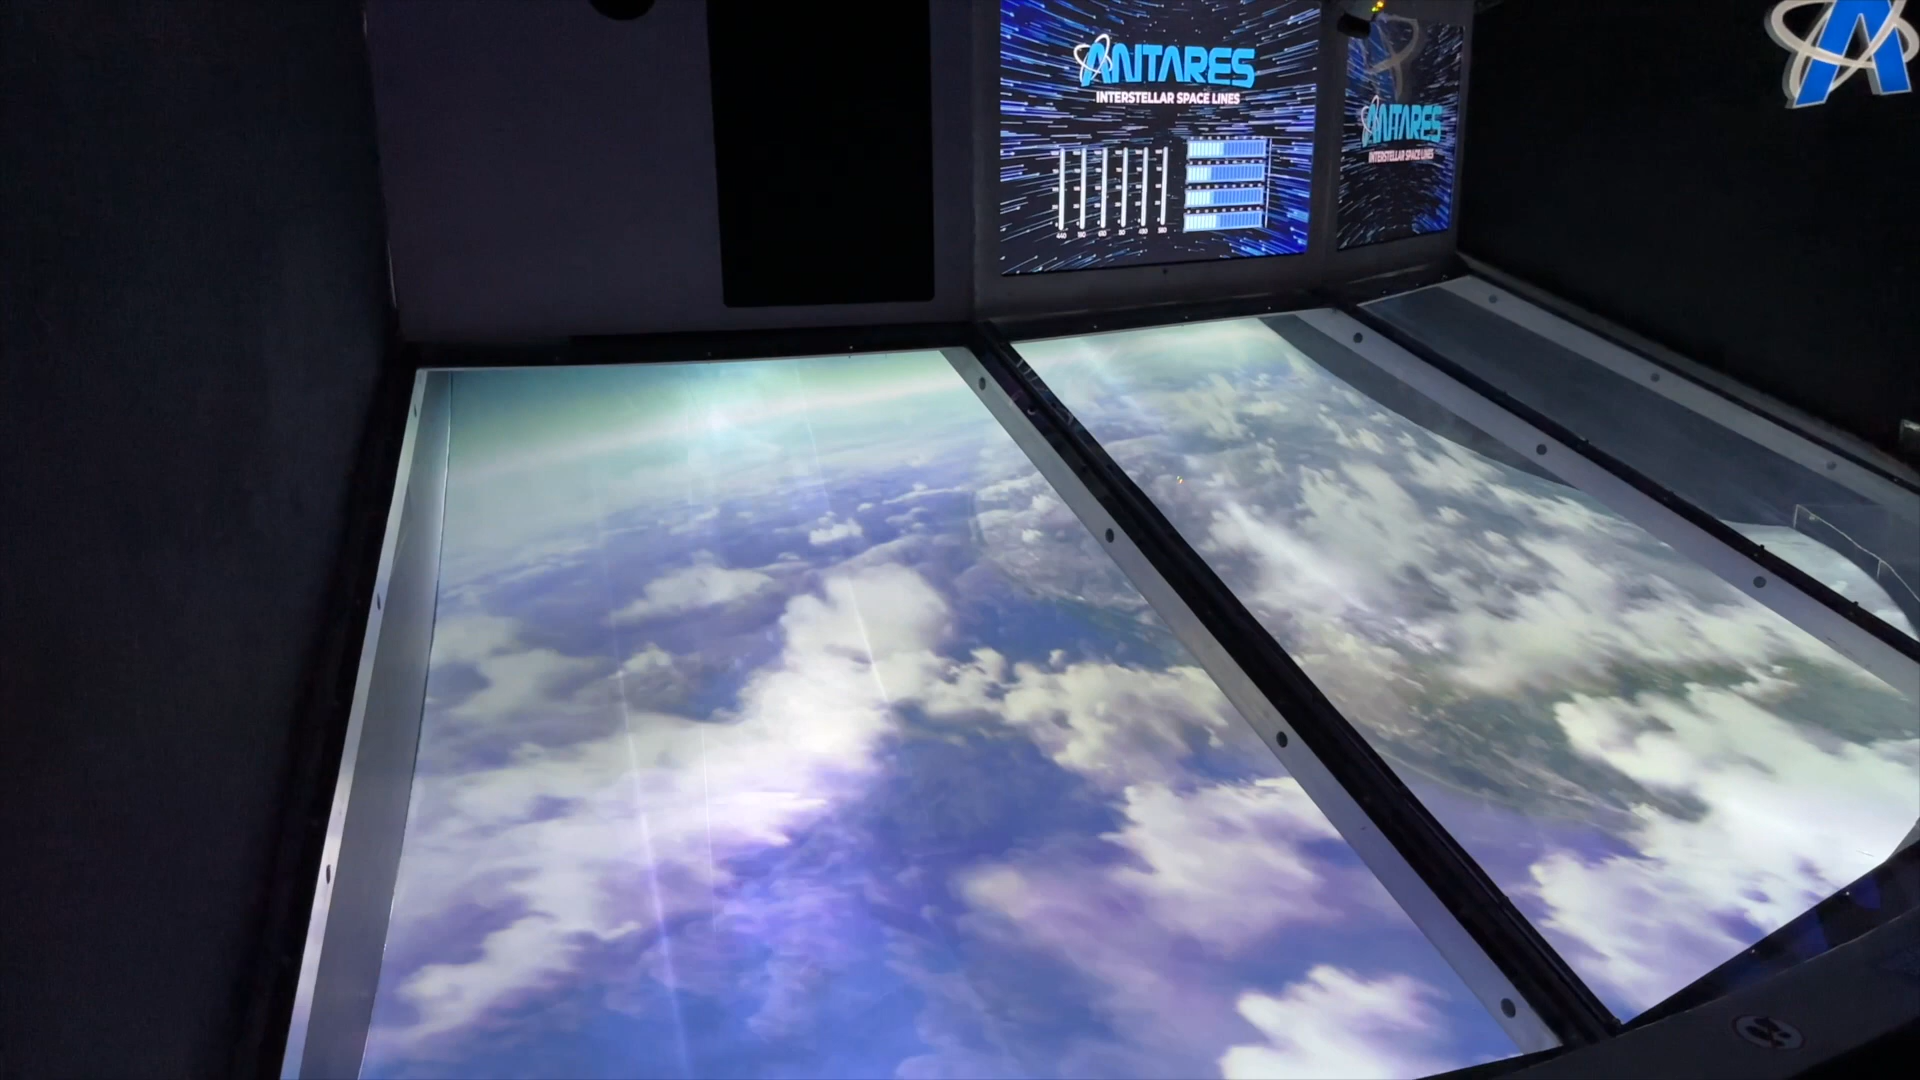 ANTARES
INTERSTELLAR SPACE LINES
ANTARES
INTERSTELLAR SPACE LINES
A